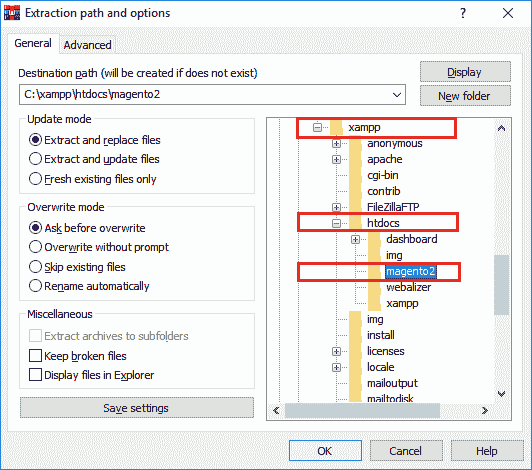 Extraction path and options
?
General
Advanced
Destination path (will be created if does not exist)
Display
C:\xampp\htdocs\magento2
New folder
Update mode
Extract and replace files
Extract and update files
Fresh existing files only
Overwrite mode
Ask before overwrite
Overwrite without prompt
Skip existing files
Rename automatically
Miscellaneous
Extract archives to subfolders
Keep broken files
Display files in Explorer
Save settings
xampp
anonymous
apache
cgi-bin
contrib
FileZillaFTP
htdocs
dashboard
img
magento2
webalizer
xampp
img
install
licenses
locale
mailoutput
mailtodisk
OK
Cancel
Help